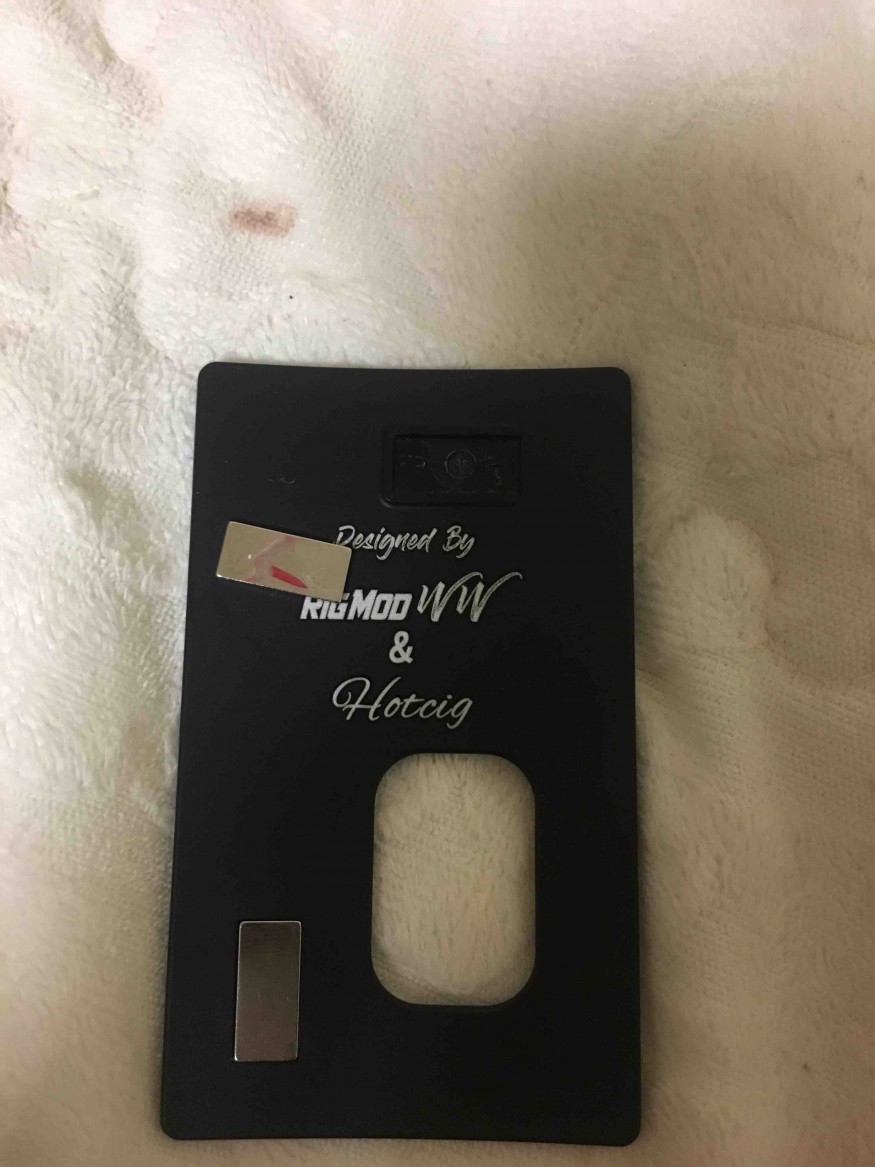 Designed By
RIGMOD WW
&
Hotcig